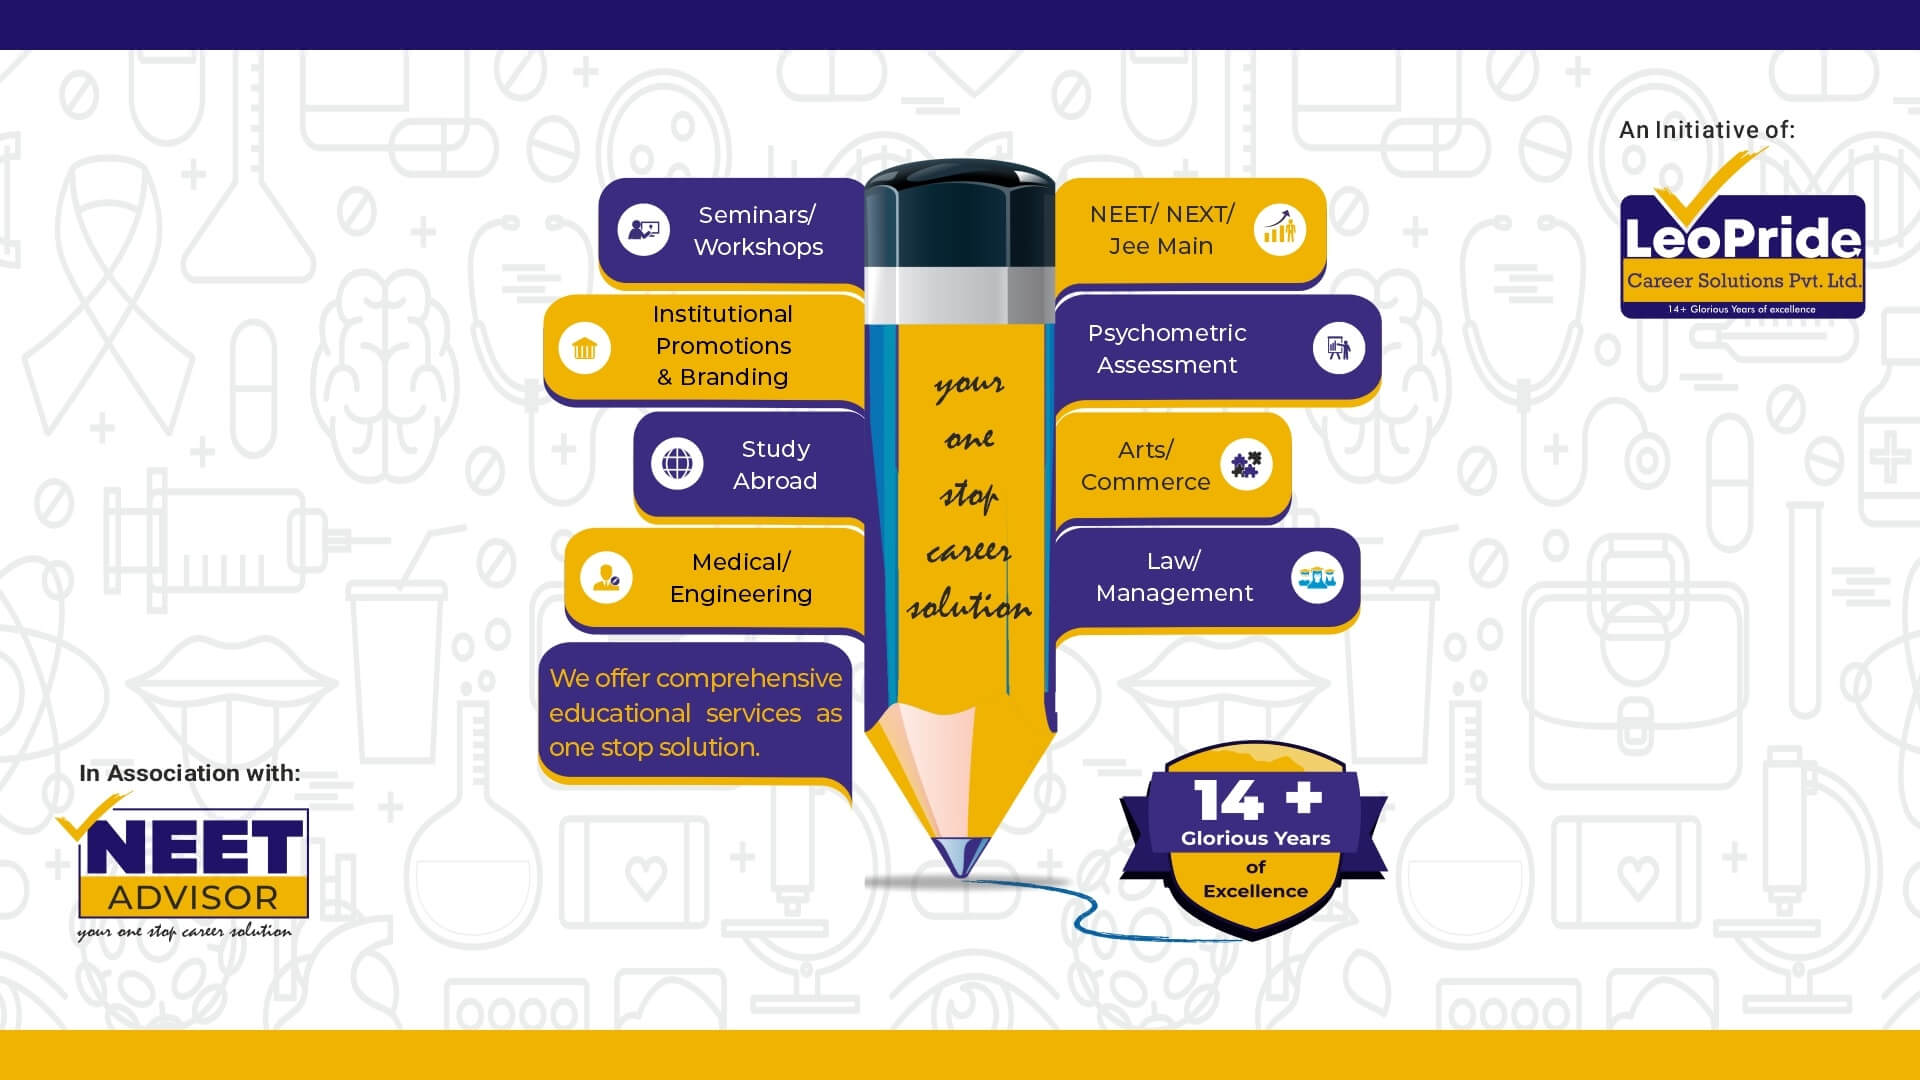 An Initiative of:
LeoPride
Career Solutions Pvt. Ltd.
14+ Glorious Years of excellence
Seminars/
Workshops
Institutional
Promotions
& Branding
Study
Abroad
Medical/
Engineering
We offer comprehensive
educational services as
one stop solution.
your
one
stop
career
solution
NEET/ NEXT/
Jee Main
Psychometric
Assessment
Arts/
Commerce
Law/
Management
In Association with:
NEET
ADVISOR
your one stop career solution
14 +
Glorious Years
of
Excellence